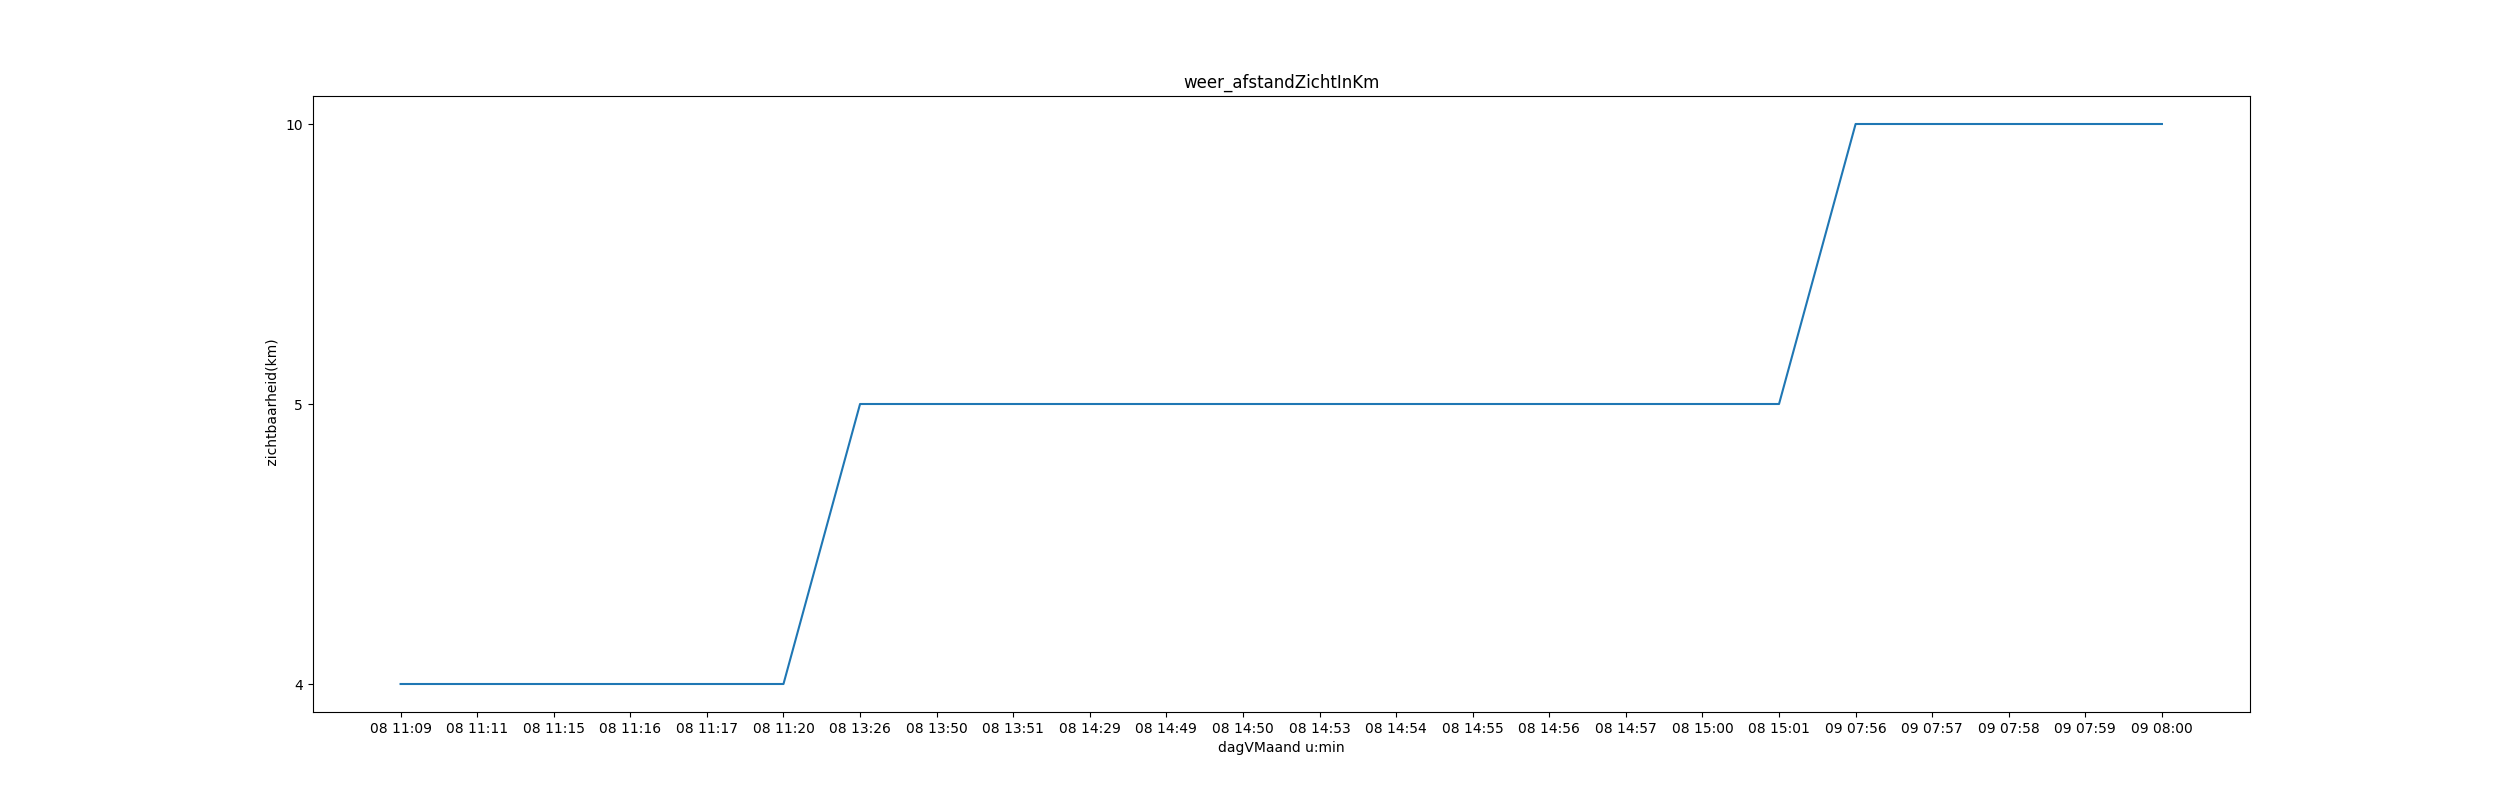 weer_afstandZichtInKm
10
5
4
zichtbaarheid(km)
08 11:09 08 11:11 08 11:15 08 11:16 08 11:17 08 11:20 08 13:26 08 13:50 08 13:51 08 14:29 08 14:49 08 14:50 08 14:53 08 14:54 08 14:55 08 14:56 08 14:57 08 15:00 08 15:01 09 07:56 09 07:57 09 07:58 09 07:59 09 08:00
dagVMaand u:min